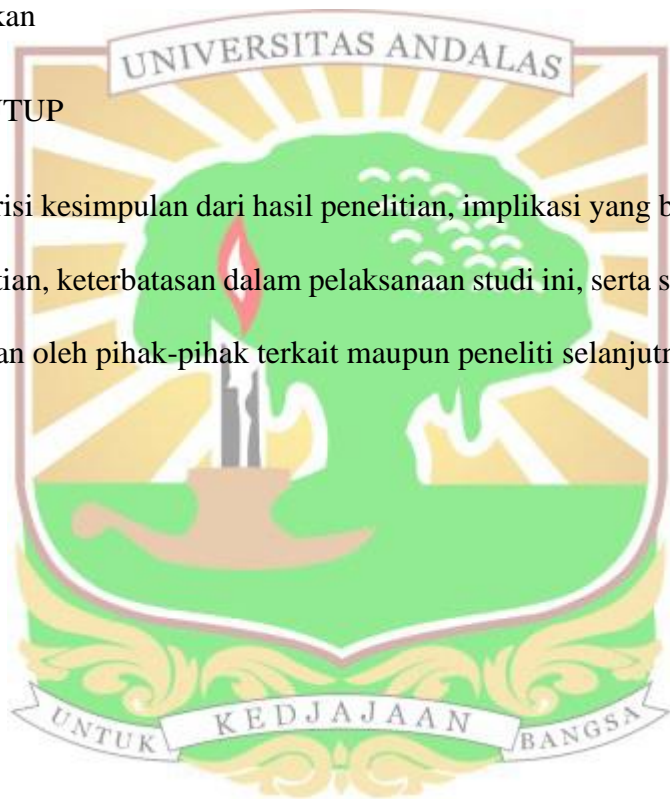 kan
UNIVERSITAS ANDALAS
NTUP
risi kesimpulan dari hasil penelitian, implikasi yang b
tian, keterbatasan dalam pelaksanaan studi ini, serta s
an oleh pihak-pihak terkait maupun peneliti selanjutn
UNTUK KEDJAJAAN BANGSA